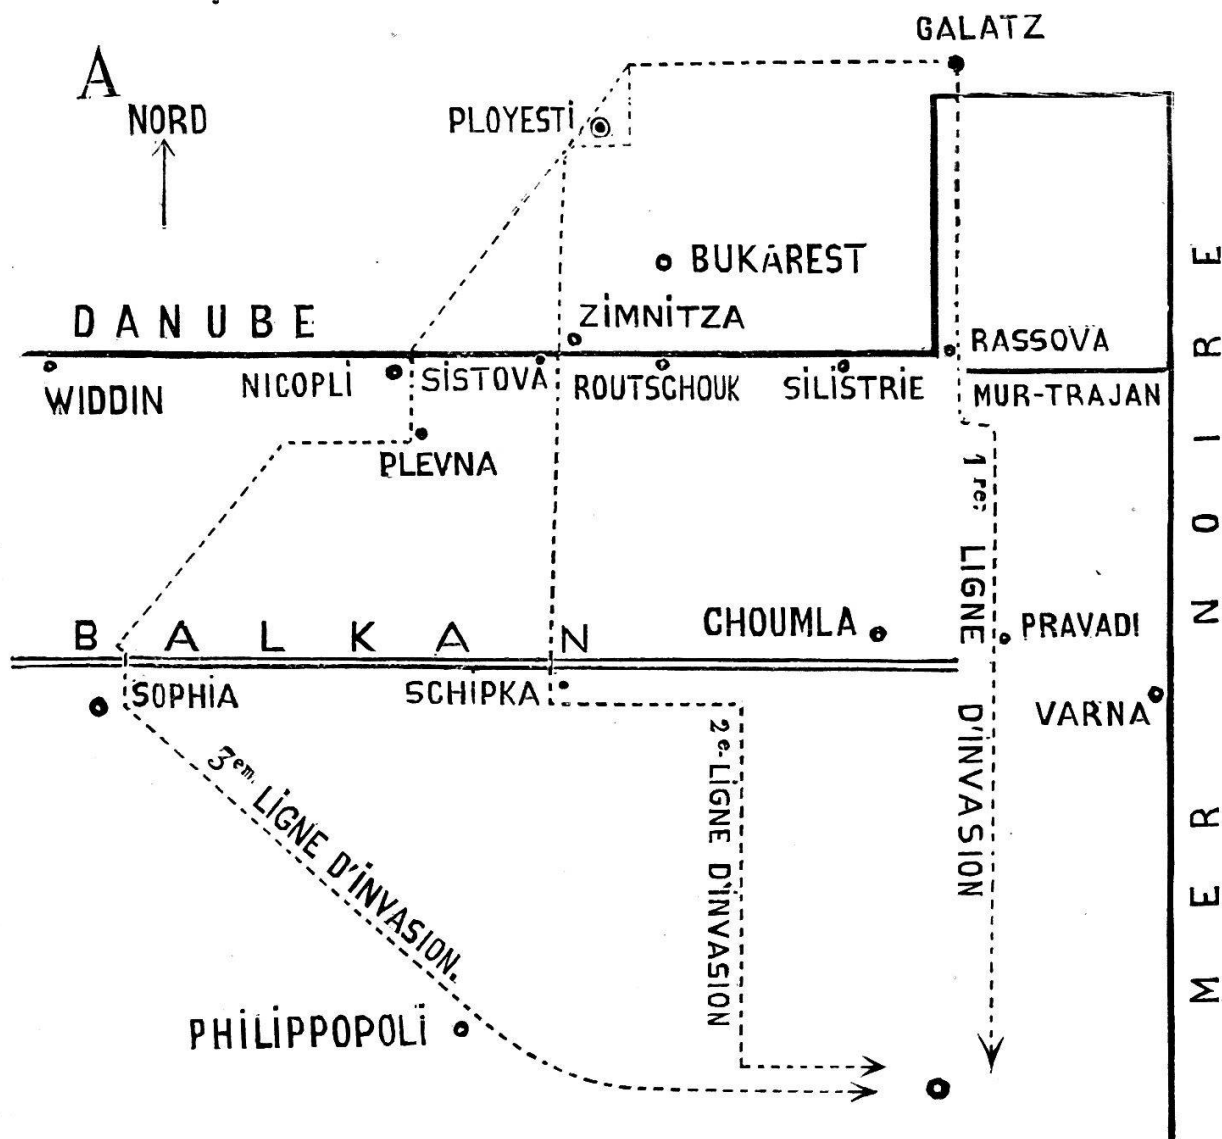 GALATZ
A
NORD
PLOYESTI
BUKAREST
ZIMNITZA
DANUBE
RASSOVA
WIDDIN
NICOPLI
SISTOVA
ROUTSCHOUK
SILISTRIE
MUR-TRAJAN
PLEVNA
1re LIGNE D'INVASION
BALKAN
CHOUMLA
PRAVADI
SOPHIA
SCHIPKA
VARNA
2e LIGNE D'INVASION
3em. LIGNE D'INVASION.
PHILIPPOPOLI
MER NOIRE